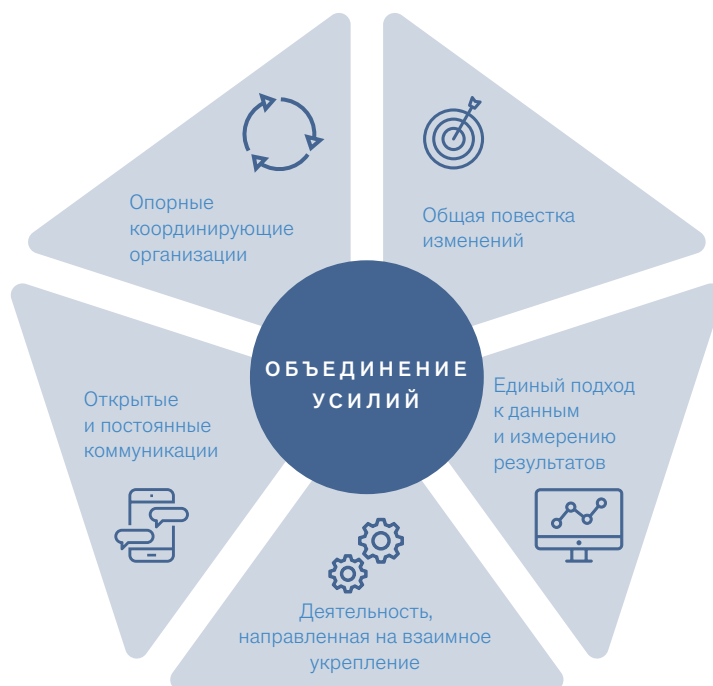 Опорные
координирующие
организации
Общая повестка
изменений
ОБЪЕДИНЕНИЕ
УСИЛИЙ
Открытые
и постоянные
коммуникации
Единый подход
к данным
и измерению
результатов
Деятельность,
направленная на взаимное
укрепление